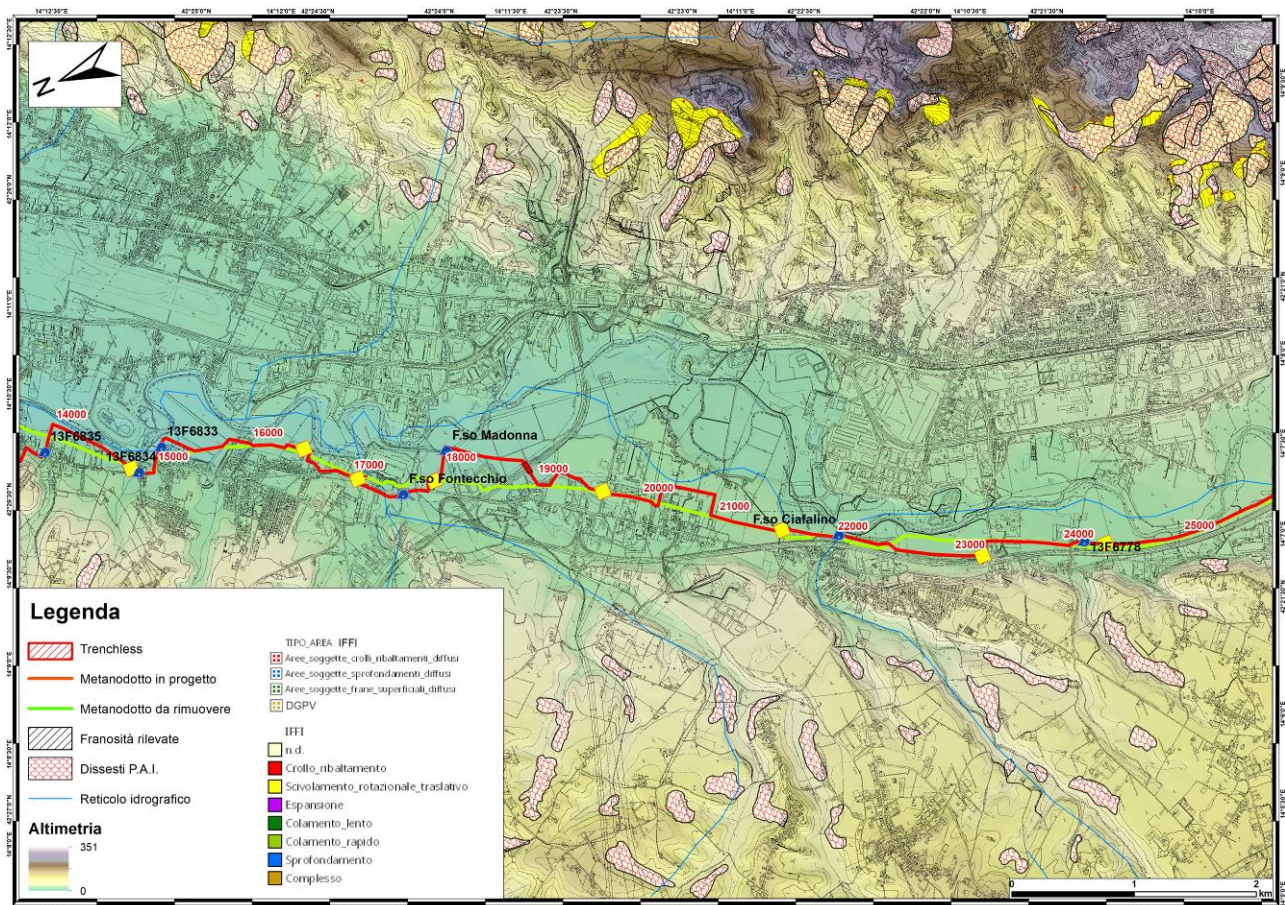 14°12'30"E 42°25'0"N 14°12'0"E 42°24'30"N 42°24'0"N 14°11'30"E 42°23'30"N 42°23'0"N 14°11'0"E 42°22'30"N 42°22'0"N 14°10'30"E 42°21'30"N 14°10'0"E
N
14000
13F6835
13F6833
13F6834
15000
16000
17000
F.so Madonna
18000
F.so Fontecchio
19000
20000
21000
F.so Ciafalino
22000
23000
24000
13F6778
25000
Legenda
Trenchless
Metanodotto in progetto
Metanodotto da rimuovere
Franosità rilevate
Dissesti P.A.I.
Reticolo idrografico
Altimetria
351
0
TIPO_AREA IFFI
Aree_soggette_crolli_ribaltamenti_diffusi
Aree_soggette_sprofondamenti_diffusi
Aree_soggette_frane_superficiali_diffusi
DGPV
IFFI
n.d.
Crollo_ribaltamento
Scivolamento_rotazionale_traslativo
Espansione
Colamento_lento
Colamento_rapido
Sprofondamento
Complesso
0 1 2
km